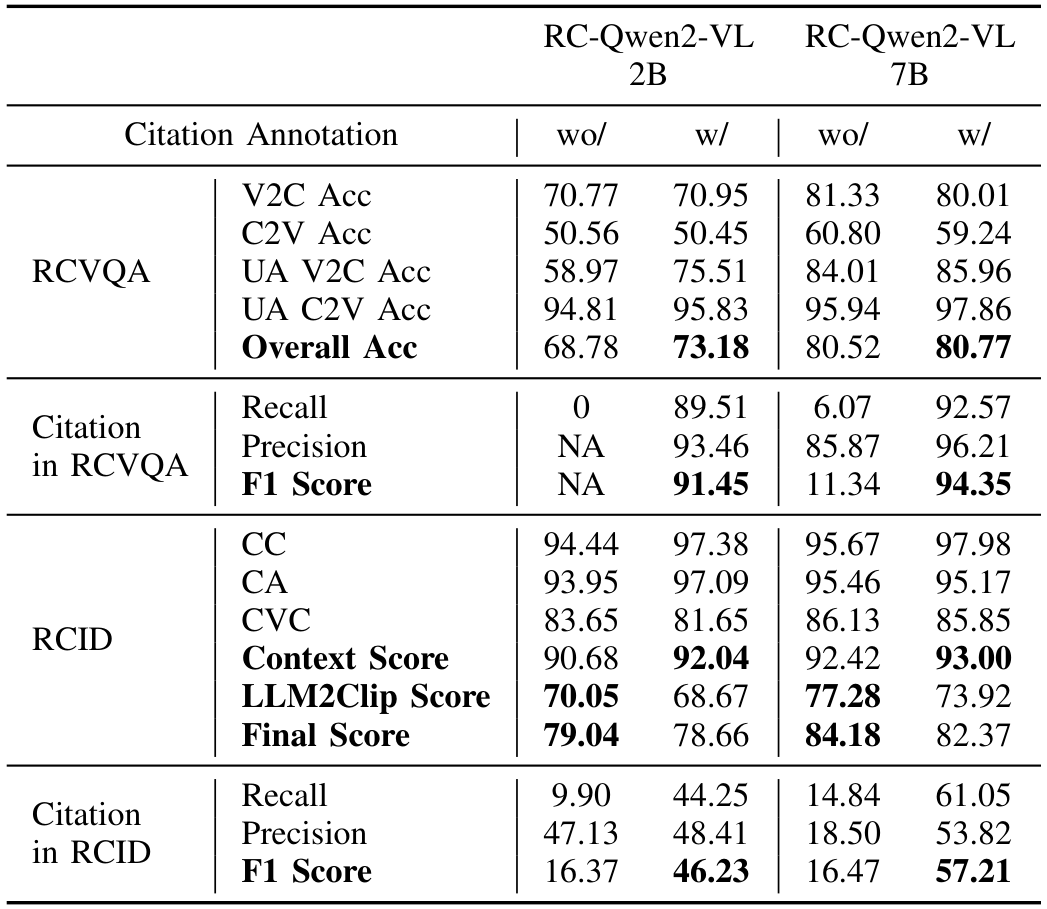 RC-Qwen2-VL RC-Qwen2-VL
2B 7B
Citation Annotation wo/ w/ wo/ w/
V2C Acc 70.77 70.95 81.33 80.01
C2V Acc 50.56 50.45 60.80 59.24
RCVQA UA V2C Acc 58.97 75.51 84.01 85.96
UA C2V Acc 94.81 95.83 95.94 97.86
Overall Acc 68.78 73.18 80.52 80.77
Citation
in RCVQA
Recall 0 89.51 6.07 92.57
Precision NA 93.46 85.87 96.21
F1 Score NA 91.45 11.34 94.35
CC 94.44 97.38 95.67 97.98
CA 93.95 97.09 95.46 95.17
CVC 83.65 81.65 86.13 85.85
RCID
Context Score 90.68 92.04 92.42 93.00
LLM2Clip Score 70.05 68.67 77.28 73.92
Final Score 79.04 78.66 84.18 82.37
Citation
in RCID
Recall 9.90 44.25 14.84 61.05
Precision 47.13 48.41 18.50 53.82
F1 Score 16.37 46.23 16.47 57.21